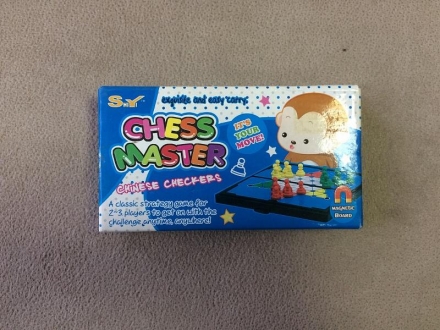 S&Y
exquisite and easy carry
CHESS
MASTER
IT'S
YOUR
MOVE!
CHINESE CHECKERS
A classic strategy game for
2-3 players to get on with the
challenge anytime, anywhere!
MAGNETIC
BOARD